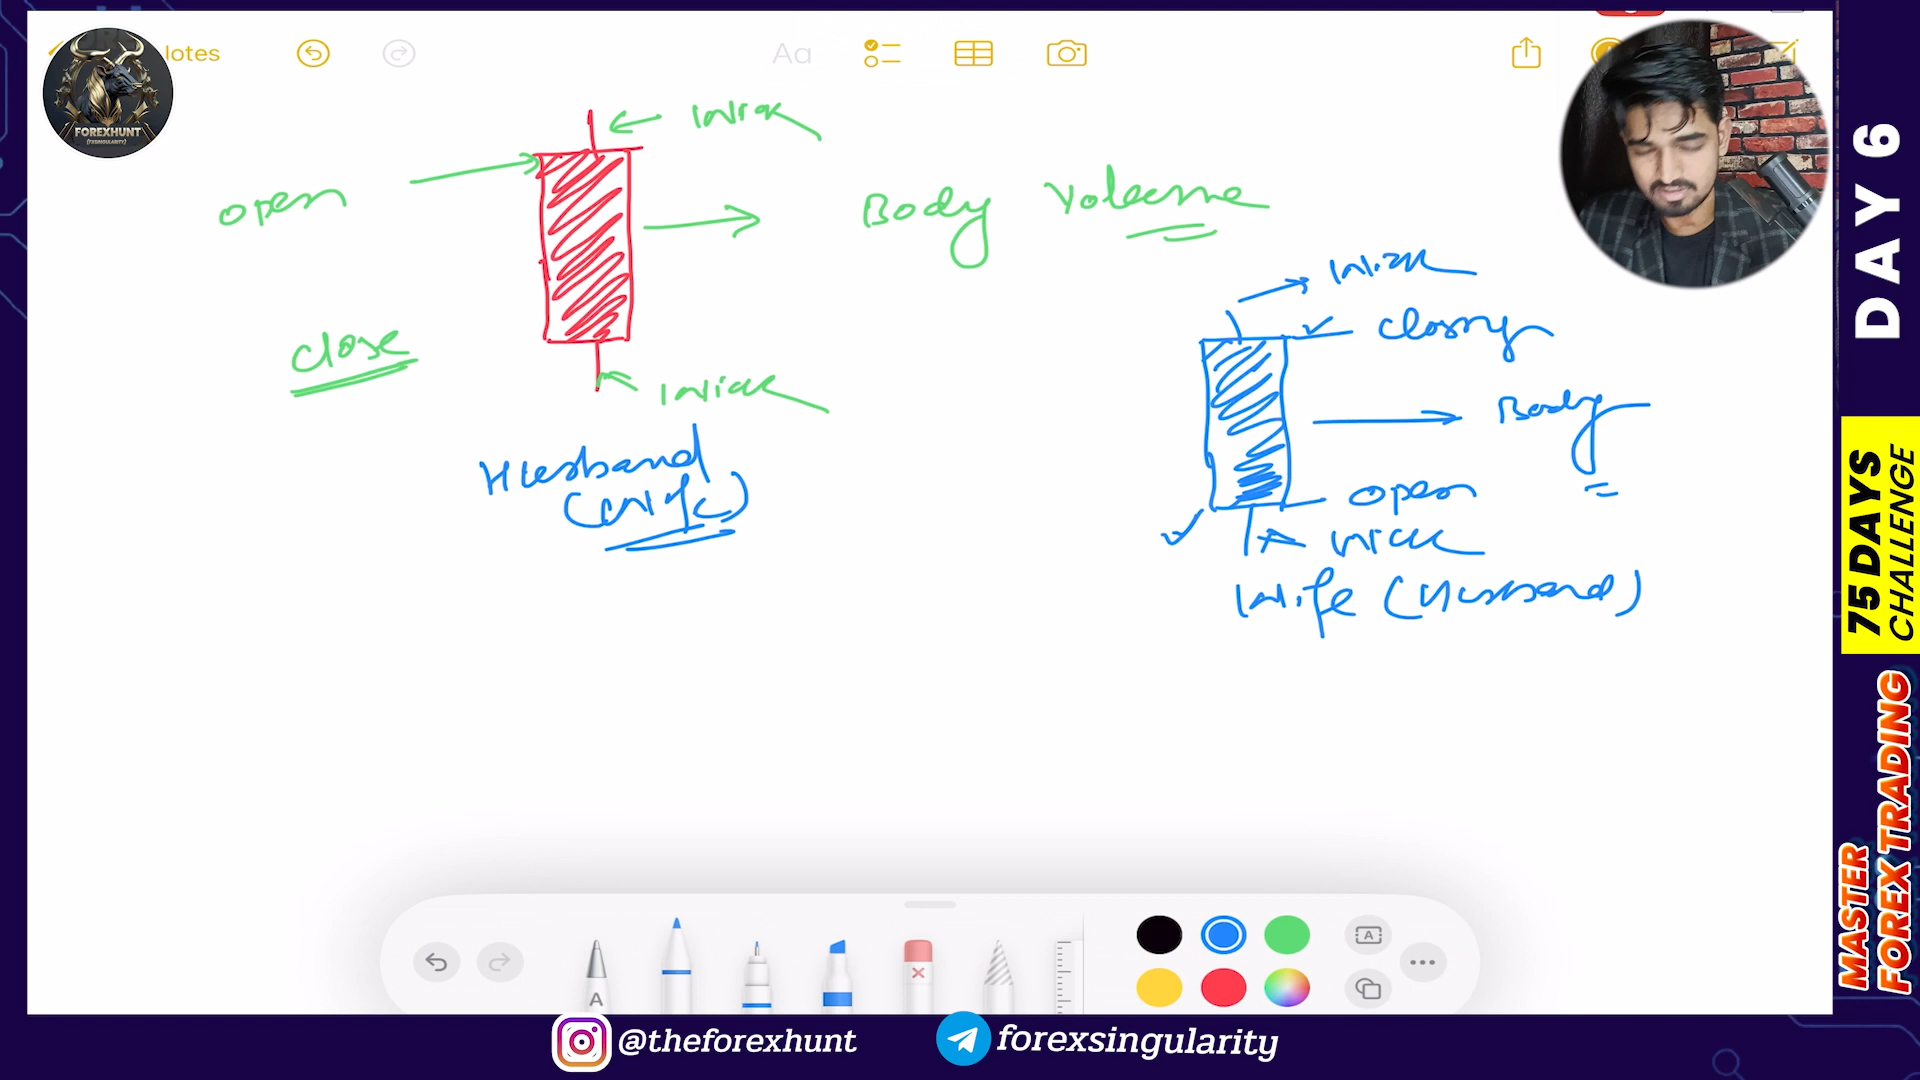 Notes
Aa
FOREXHUNT
(FXSINGULARITY)
wick
open
Body Volume
close
wick
Husband
(wife)
wick
closing
Body
open
wick
wife (Husband)
A
A
DAY 6
75 DAYS
CHALLENGE
MASTER
FOREX TRADING
@theforexhunt
forexsingularity